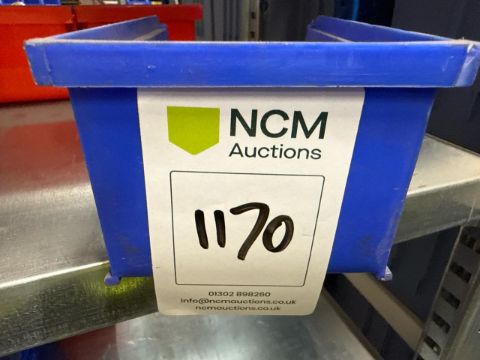 NCM
Auctions
1170
01302 898260
info@ncmauctions.co.uk
ncmauctions.co.uk